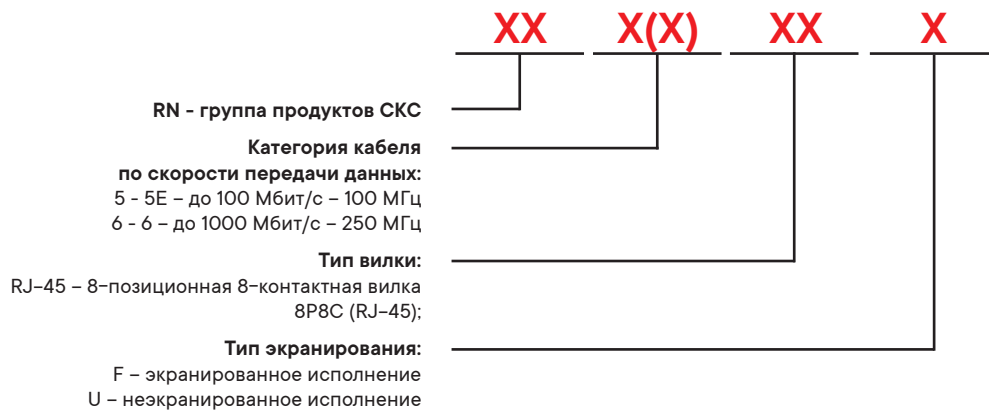 XX X(X) XX X
RN - группа продуктов СКС
Категория кабеля
по скорости передачи данных:
5 - 5E – до 100 Мбит/с – 100 МГц
6 - 6 – до 1000 Мбит/с – 250 МГц
Тип вилки:
RJ-45 – 8-позиционная 8-контактная вилка
8P8C (RJ-45);
Тип экранирования:
F – экранированное исполнение
U – неэкранированное исполнение